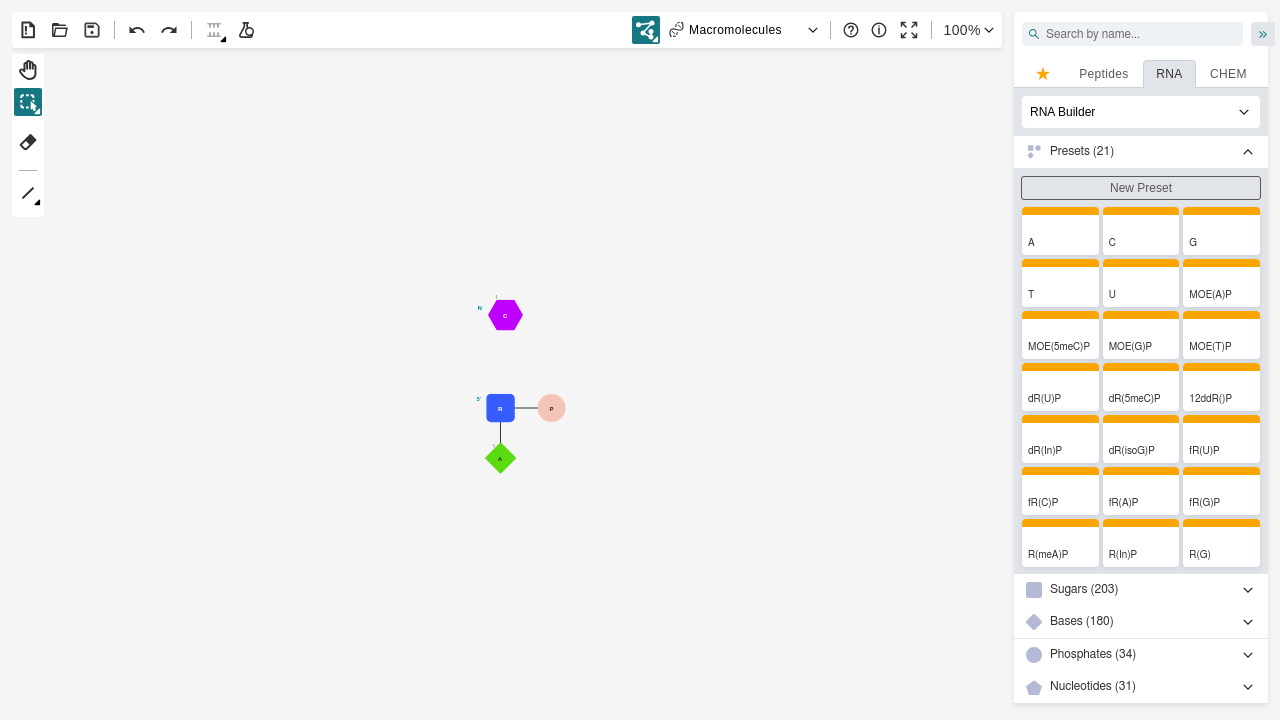 Macromolecules
100%
Search by name...
Peptides
RNA
CHEM
RNA Builder
Presets (21)
New Preset
A
C
G
T
U
MOE(A)P
MOE(5meC)P
MOE(G)P
MOE(T)P
dR(U)P
dR(5meC)P
12ddR()P
dR(In)P
dR(isoG)P
fR(U)P
fR(C)P
fR(A)P
fR(G)P
R(meA)P
R(In)P
R(G)
Sugars (203)
Bases (180)
Phosphates (34)
Nucleotides (31)
1
N
C
5'
R
P
A